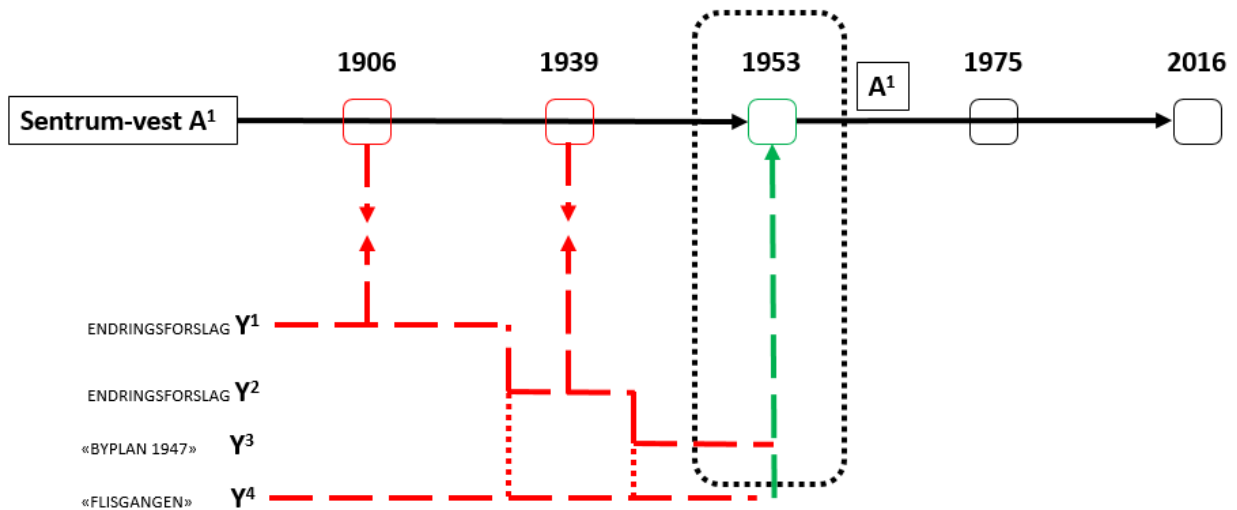 1906 1939 1953 1975 2016
Sentrum-vest A¹ A¹
ENDRINGSFORSLAG Y¹
ENDRINGSFORSLAG Y²
«BYPLAN 1947» Y³
«FLISGANGEN» Y⁴